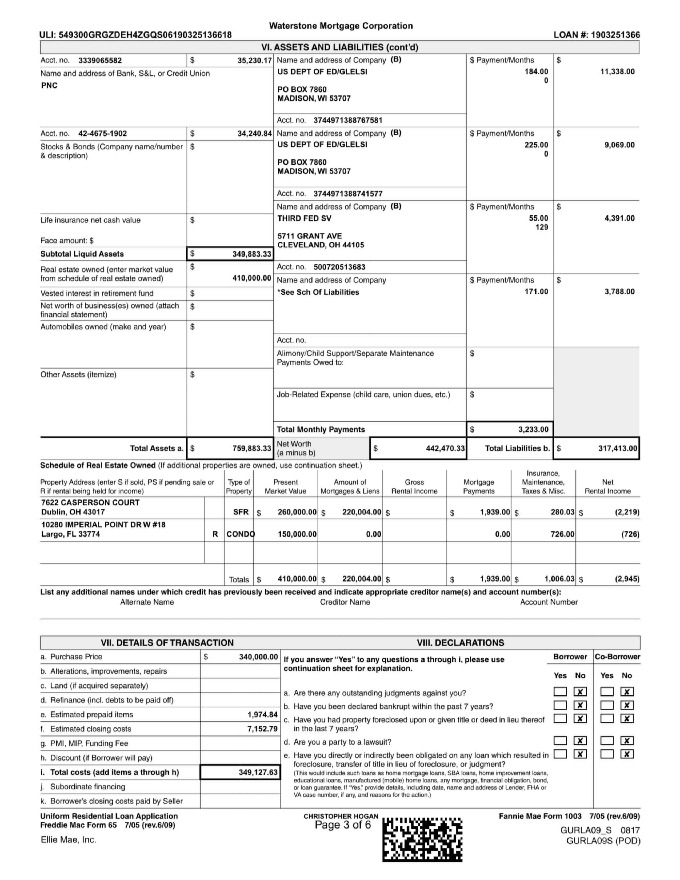 Waterstone Mortgage Corporation
ULI: 549300GRGZDEH4ZGQS06190325136618 LOAN #: 1903251366
VI. ASSETS AND LIABILITIES (cont'd)
Acct. no. 3339065582 $ 35,230.17
Name and address of Bank, S&L, or Credit Union
PNC
Acct. no. 42-4675-1902 $ 34,240.84
Stocks & Bonds (Company name/number $
& description)
Life insurance net cash value $
Face amount: $
Subtotal Liquid Assets $ 349,883.33
Real estate owned (enter market value $
from schedule of real estate owned) 410,000.00
Vested interest in retirement fund $
Net worth of business(es) owned (attach $
financial statement)
Automobiles owned (make and year) $
Other Assets (itemize) $
Total Assets a. $ 759,883.33
Name and address of Company (B) $ Payment/Months $
US DEPT OF ED/GLELSI 184.00 11,338.00
0
PO BOX 7860
MADISON, WI 53707
Acct. no. 3744971388767581
Name and address of Company (B) $ Payment/Months $
US DEPT OF ED/GLELSI 225.00 9,069.00
0
PO BOX 7860
MADISON, WI 53707
Acct. no. 3744971388741577
Name and address of Company (B) $ Payment/Months $
THIRD FED SV 55.00 4,391.00
129
5711 GRANT AVE
CLEVELAND, OH 44105
Acct. no. 500720513683
Name and address of Company $ Payment/Months $
*See Sch Of Liabilities 171.00 3,788.00
Acct. no.
Alimony/Child Support/Separate Maintenance $
Payments Owed to:
Job-Related Expense (child care, union dues, etc.) $
Total Monthly Payments $ 3,233.00
Net Worth $ 442,470.33 Total Liabilities b. $ 317,413.00
(a minus b)
Schedule of Real Estate Owned (If additional properties are owned, use continuation sheet.)
Property Address (enter S if sold, PS if pending sale or
R if rental being held for income)
Type of
Property
Present
Market Value
Amount of
Mortgages & Liens
Gross
Rental Income
Mortgage
Payments
Insurance,
Maintenance,
Taxes & Misc.
Net
Rental Income
7622 CASPERSON COURT
Dublin, OH 43017 SFR $ 260,000.00 $ 220,004.00 $ $ 1,939.00 $ 280.03 $ (2,219)
10280 IMPERIAL POINT DR W #18
Largo, FL 33774 R CONDO 150,000.00 0.00 0.00 726.00 (726)
Totals $ 410,000.00 $ 220,004.00 $ $ 1,939.00 $ 1,006.03 $ (2,945)
List any additional names under which credit has previously been received and indicate appropriate creditor name(s) and account number(s):
Alternate Name Creditor Name Account Number
VII. DETAILS OF TRANSACTION
a. Purchase Price $ 340,000.00
b. Alterations, improvements, repairs
c. Land (if acquired separately)
d. Refinance (incl. debts to be paid off)
e. Estimated prepaid items 1,974.84
f. Estimated closing costs 7,152.79
g. PMI, MIP, Funding Fee
h. Discount (if Borrower will pay)
i. Total costs (add items a through h) 349,127.63
j. Subordinate financing
k. Borrower's closing costs paid by Seller
VIII. DECLARATIONS
If you answer "Yes" to any questions a through i, please use
continuation sheet for explanation.
Borrower Co-Borrower
Yes No Yes No
a. Are there any outstanding judgments against you? X X
b. Have you been declared bankrupt within the past 7 years? X X
c. Have you had property foreclosed upon or given title or deed in lieu thereof X X
in the last 7 years?
d. Are you a party to a lawsuit? X X
e. Have you directly or indirectly been obligated on any loan which resulted in X X
foreclosure, transfer of title in lieu of foreclosure, or judgment?
(This would include such loans as home mortgage loans, SBA loans, home improvement loans,
educational loans, manufactured (mobile) home loans, any mortgage, financial obligation, bond,
or loan guarantee. If "Yes," provide details, including date, name and address of Lender, FHA or
VA case number, if any, and reasons for the action.)
Uniform Residential Loan Application
Freddie Mac Form 65 7/05 (rev.6/09)
Ellie Mae, Inc.
CHRISTOPHER HOGAN
Page 3 of 6
Fannie Mae Form 1003 7/05 (rev.6/09)
GURLA09_S 0817
GURLA09S (POD)